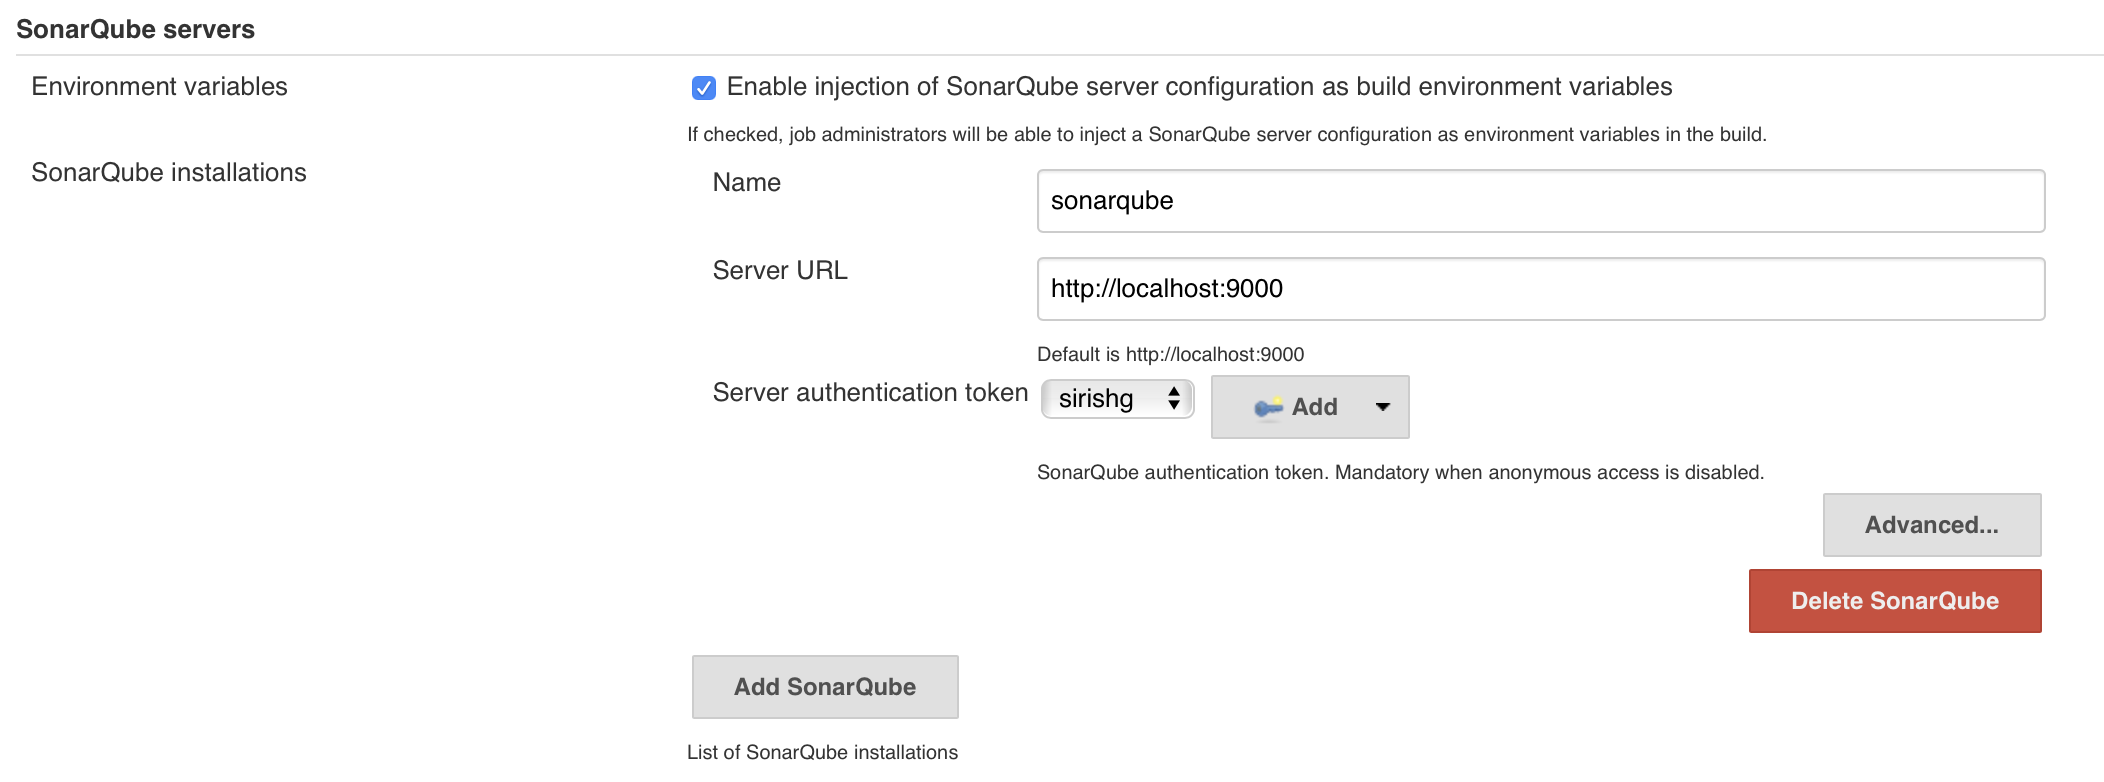 SonarQube servers
Environment variables
Enable injection of SonarQube server configuration as build environment variables
If checked, job administrators will be able to inject a SonarQube server configuration as environment variables in the build.
SonarQube installations
Name
sonarqube
Server URL
http://localhost:9000
Default is http://localhost:9000
Server authentication token
sirishg
Add
SonarQube authentication token. Mandatory when anonymous access is disabled.
Advanced...
Delete SonarQube
Add SonarQube
List of SonarQube installations